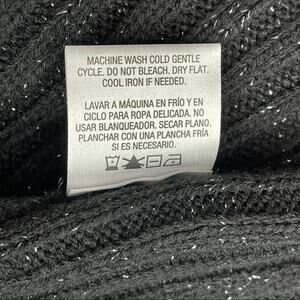 MACHINE WASH COLD GENTLE
CYCLE. DO NOT BLEACH. DRY FLAT.
COOL IRON IF NEEDED.
LAVAR A MÁQUINA EN FRÍO Y EN
CICLO PARA ROPA DELICADA. NO
USAR BLANQUEADOR. SECAR PLANO.
PLANCHAR CON UNA PLANCHA FRÍA
SI ES NECESARIO.